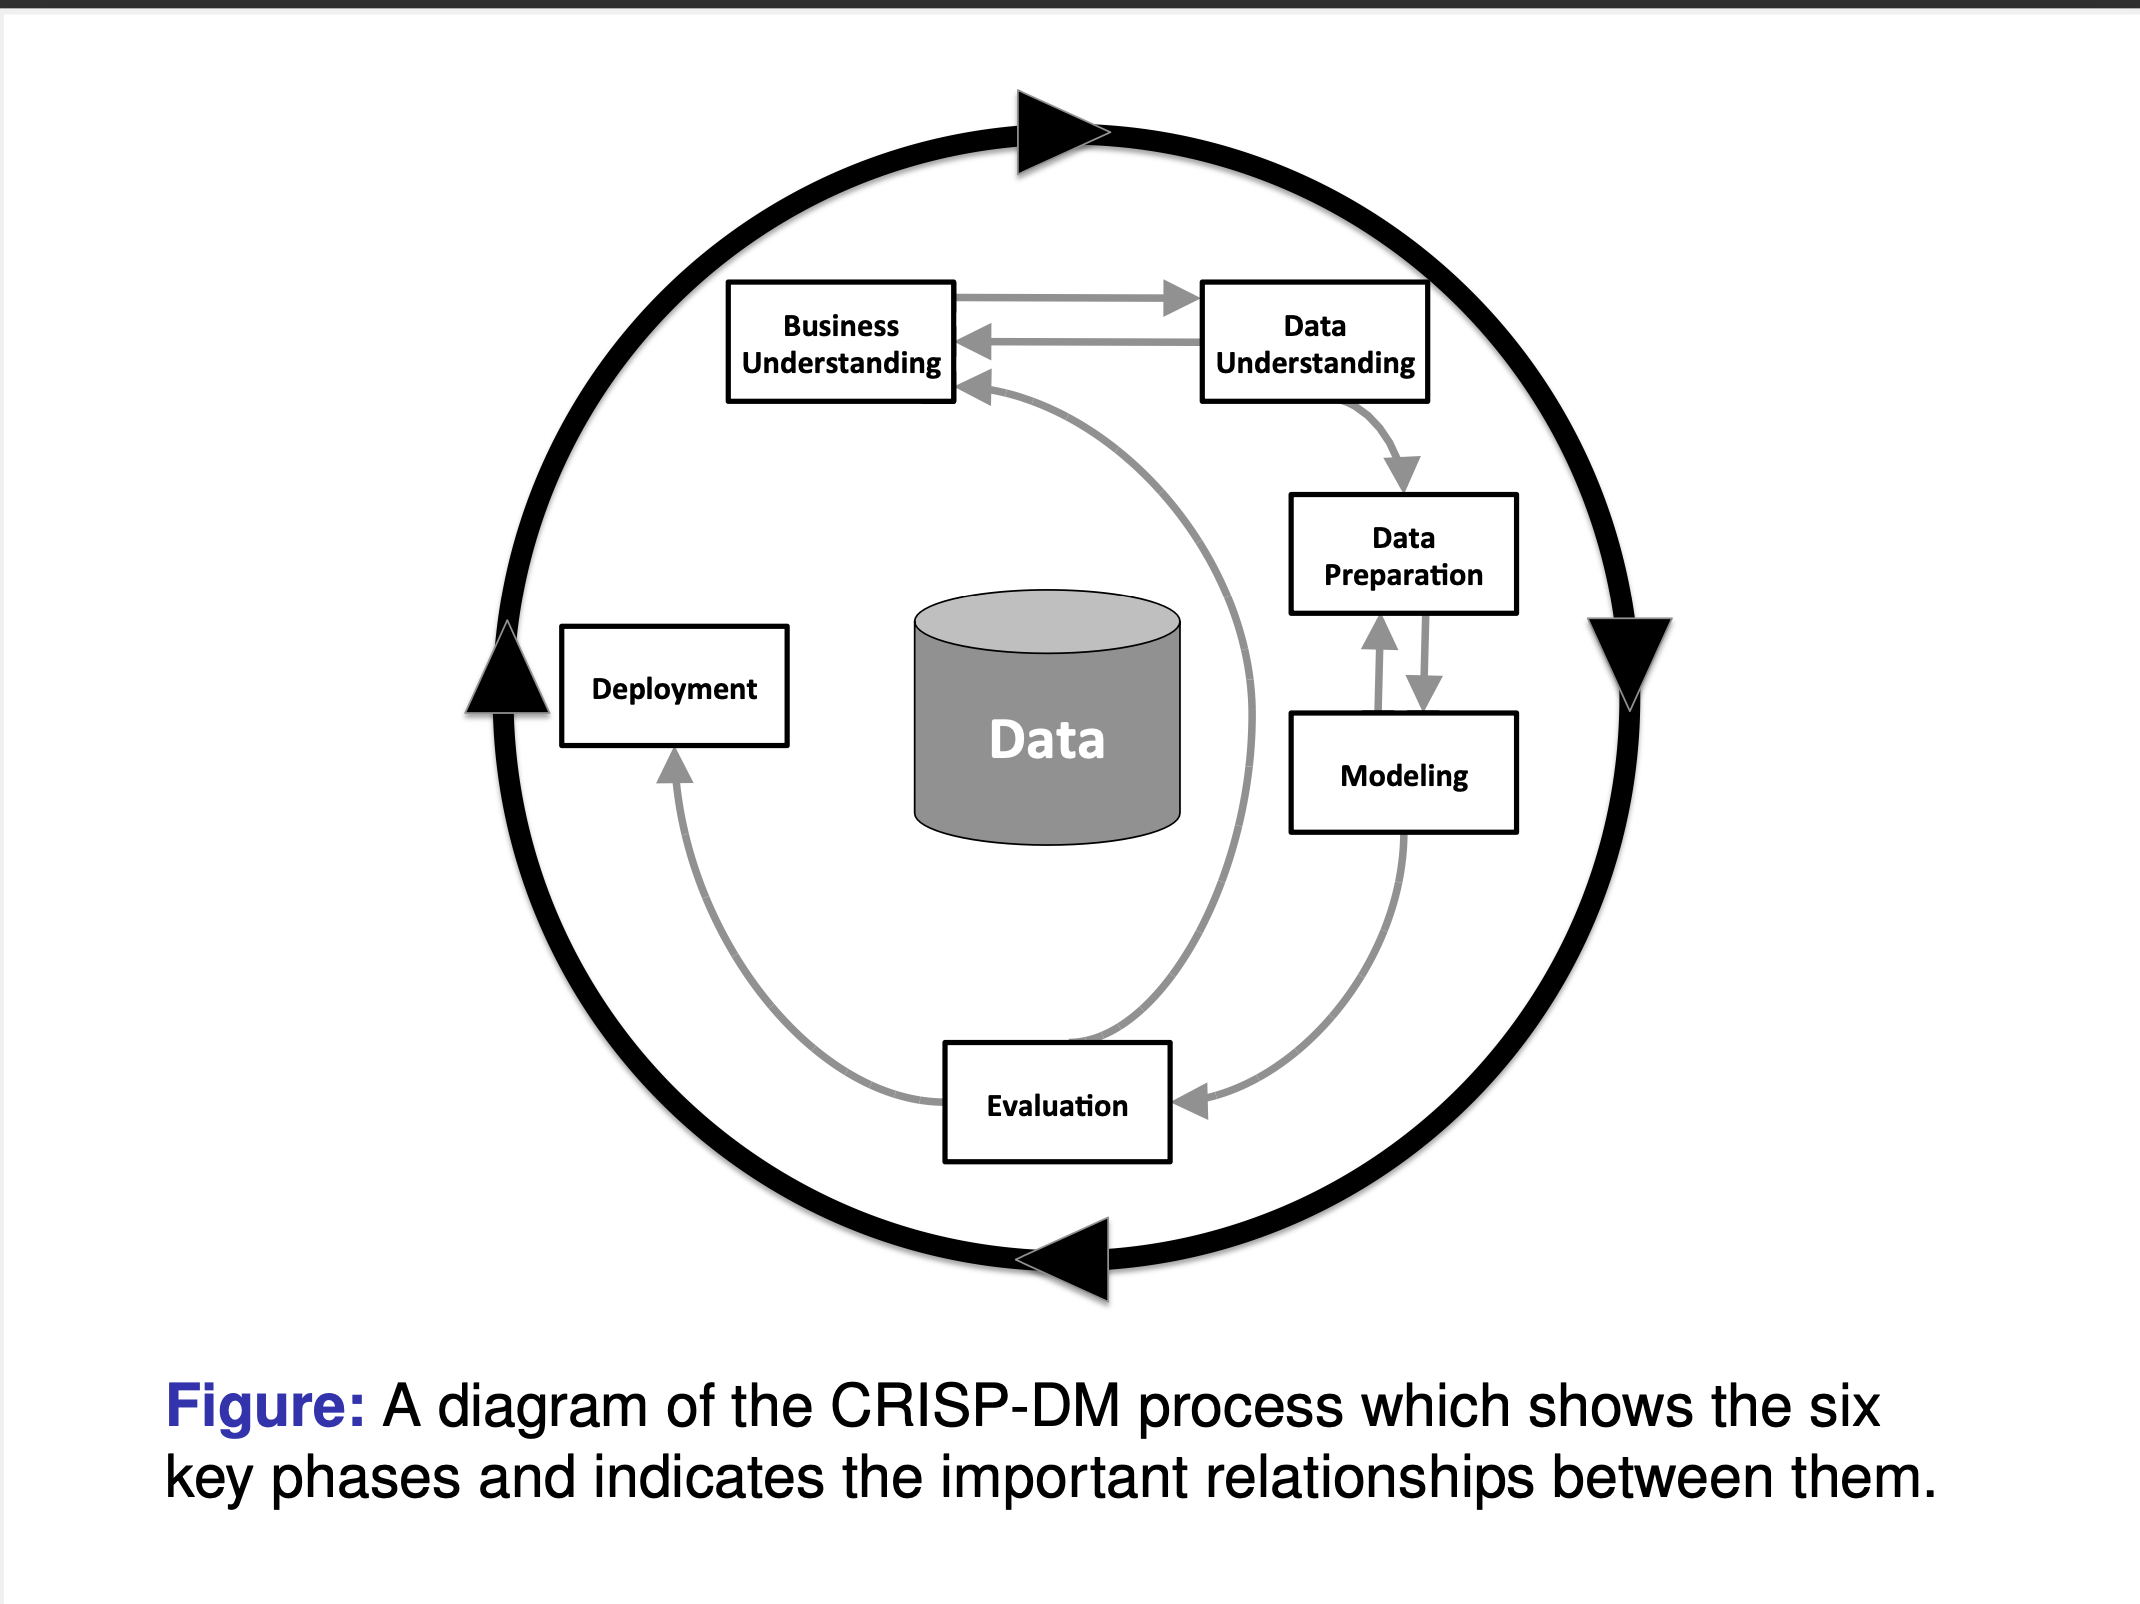 Business
Understanding
Data
Understanding
Data
Preparation
Deployment
Data
Modeling
Evaluation
Figure: A diagram of the CRISP-DM process which shows the six
key phases and indicates the important relationships between them.